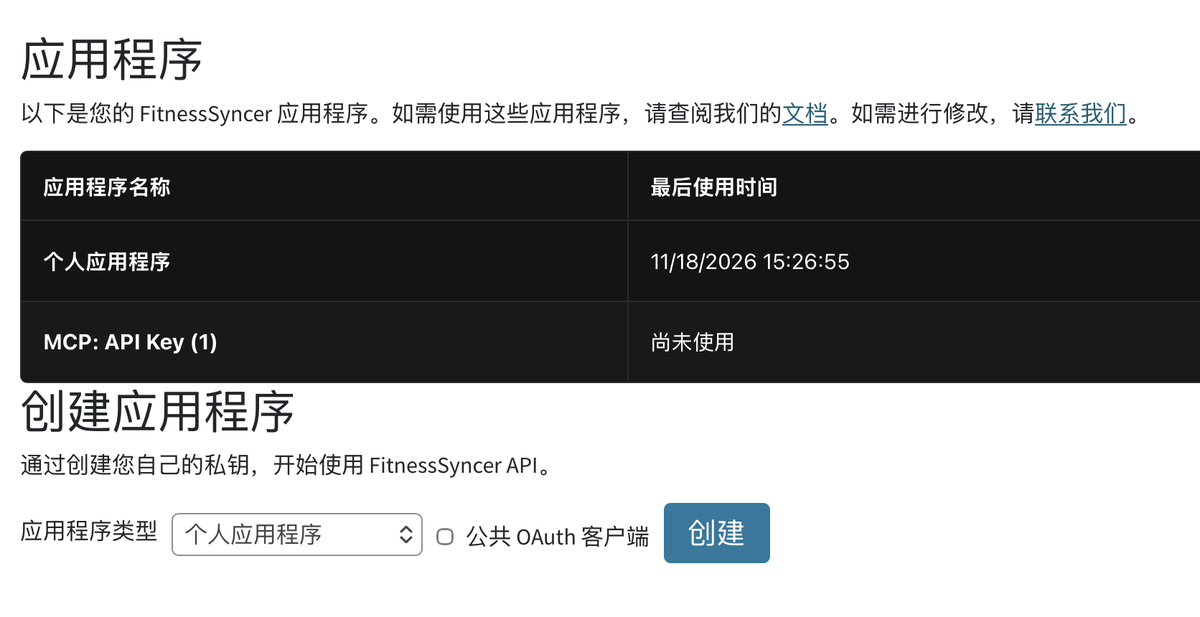 应用程序
以下是您的 FitnessSyncer 应用程序。如需使用这些应用程序，请查阅我们的文档。如需进行修改，请联系我们。
应用程序名称 最后使用时间
个人应用程序 11/18/2026 15:26:55
MCP: API Key (1) 尚未使用
创建应用程序
通过创建您自己的私钥，开始使用 FitnessSyncer API。
应用程序类型 个人应用程序 公共 OAuth 客户端 创建